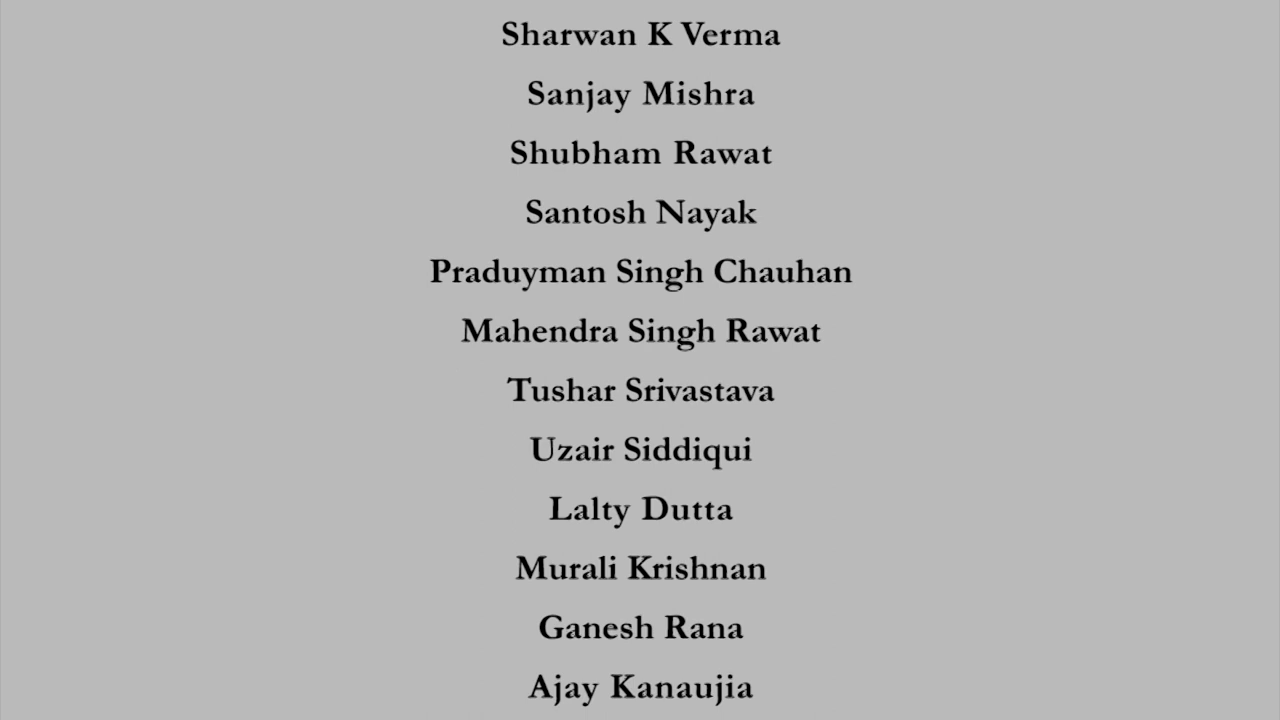 Sharwan K Verma
Sanjay Mishra
Shubham Rawat
Santosh Nayak
Praduyman Singh Chauhan
Mahendra Singh Rawat
Tushar Srivastava
Uzair Siddiqui
Lalty Dutta
Murali Krishnan
Ganesh Rana
Ajay Kanaujia